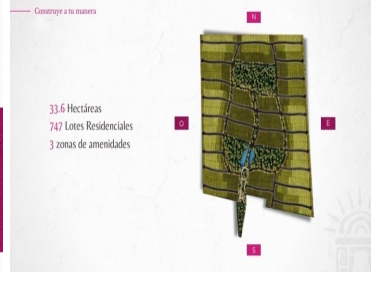 Construye a tu manera
N
33.6 Hectáreas
747 Lotes Residenciales
3 zonas de amenidades
O
E
S